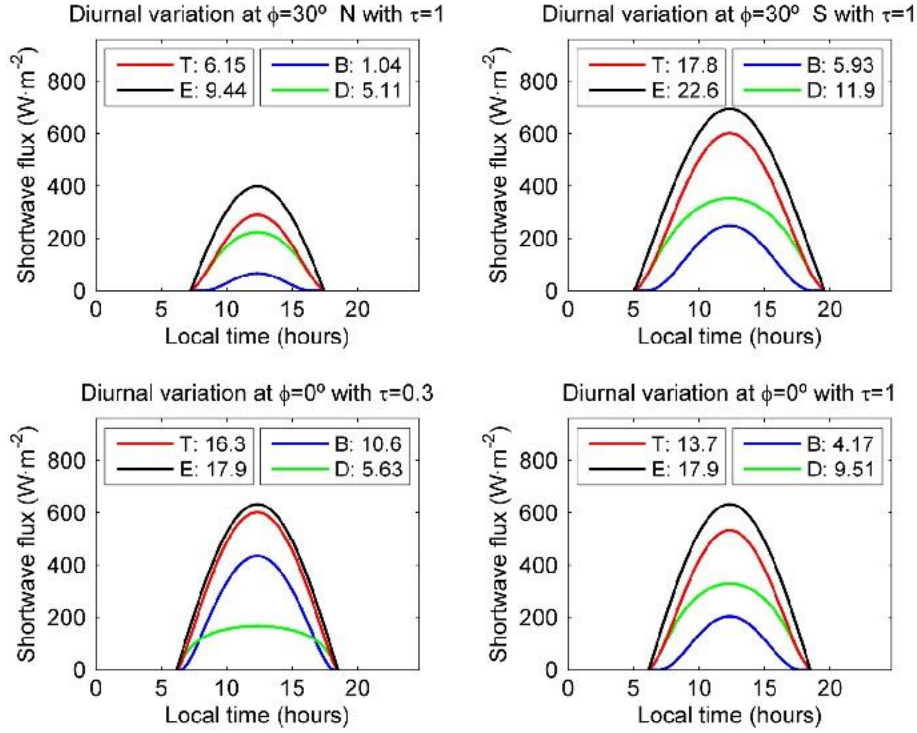 Diurnal variation at ϕ=30º N with τ=1
T: 6.15 B: 1.04
E: 9.44 D: 5.11
Shortwave flux (W·m-2)
800
600
400
200
0
0 5 10 15 20
Local time (hours)
Diurnal variation at ϕ=30º S with τ=1
T: 17.8 B: 5.93
E: 22.6 D: 11.9
Shortwave flux (W·m-2)
800
600
400
200
0
0 5 10 15 20
Local time (hours)
Diurnal variation at ϕ=0º with τ=0.3
T: 16.3 B: 10.6
E: 17.9 D: 5.63
Shortwave flux (W·m-2)
800
600
400
200
0
0 5 10 15 20
Local time (hours)
Diurnal variation at ϕ=0º with τ=1
T: 13.7 B: 4.17
E: 17.9 D: 9.51
Shortwave flux (W·m-2)
800
600
400
200
0
0 5 10 15 20
Local time (hours)